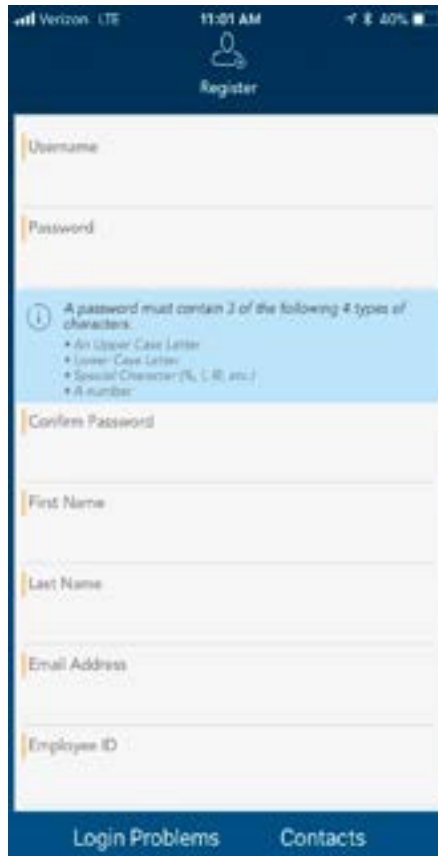 Verizon LTE 11:01 AM 40%
Register
Username
Password
A password must contain 3 of the following 4 types of
characters.
• An Upper Case Letter
• Lower Case Letter
• Special Character (%, !, @, etc.)
• A number
Confirm Password
First Name
Last Name
Email Address
Employee ID
Login Problems Contacts